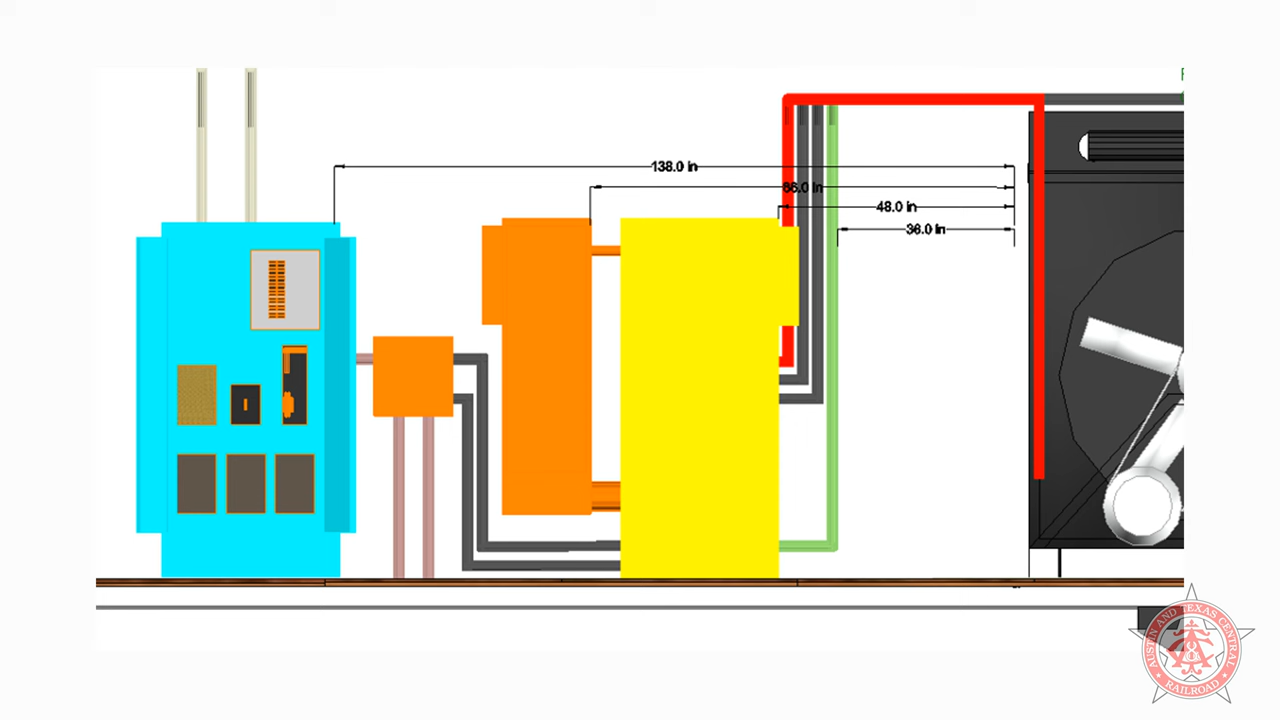 138.0 in
86.0 in
48.0 in
36.0 in
AUSTIN AND TEXAS CENTRAL
RAILROAD